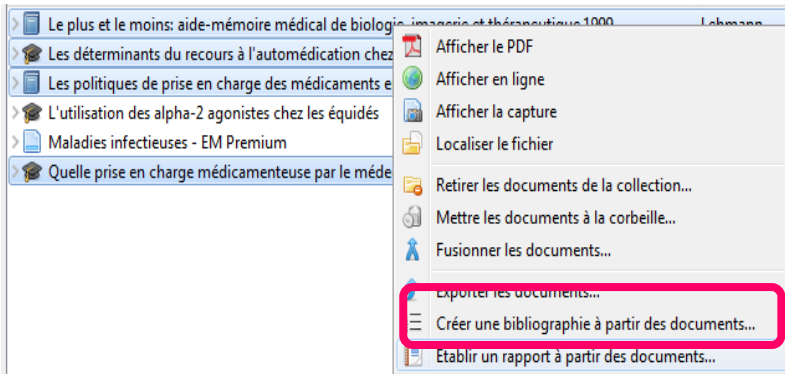 Le plus et le moins: aide-mémoire médical de biologie, imagerie et thérapeutique 1999 Lehmann
Les déterminants du recours à l'automédication chez
Les politiques de prise en charge des médicaments e
L'utilisation des alpha-2 agonistes chez les équidés
Maladies infectieuses - EM Premium
Quelle prise en charge médicamenteuse par le méde
Afficher le PDF
Afficher en ligne
Afficher la capture
Localiser le fichier
Retirer les documents de la collection...
Mettre les documents à la corbeille...
Fusionner les documents...
Exporter les documents...
Créer une bibliographie à partir des documents...
Etablir un rapport à partir des documents...